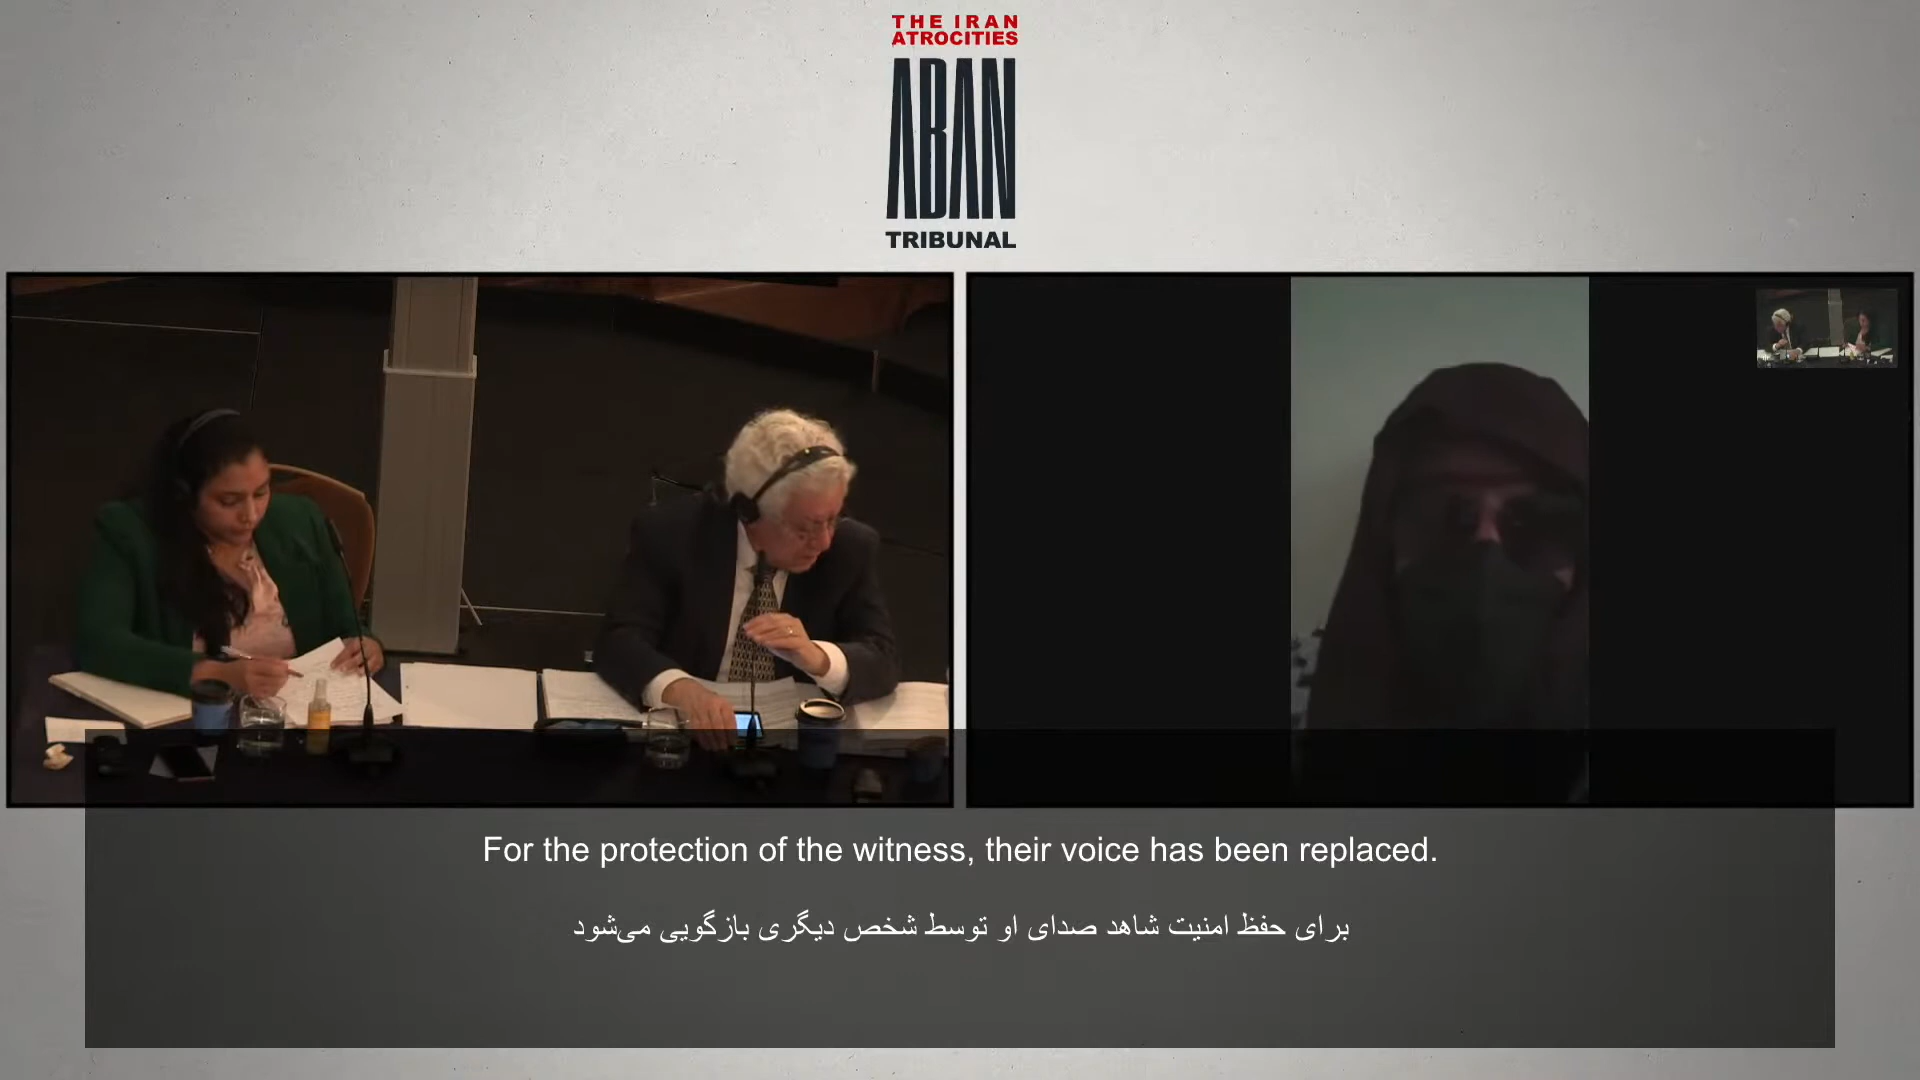 THE IRAN
ATROCITIES
ABAN
TRIBUNAL
For the protection of the witness, their voice has been replaced.
برای حفظ امنیت شاهد صدای او توسط شخص دیگری بازگویی می‌شود